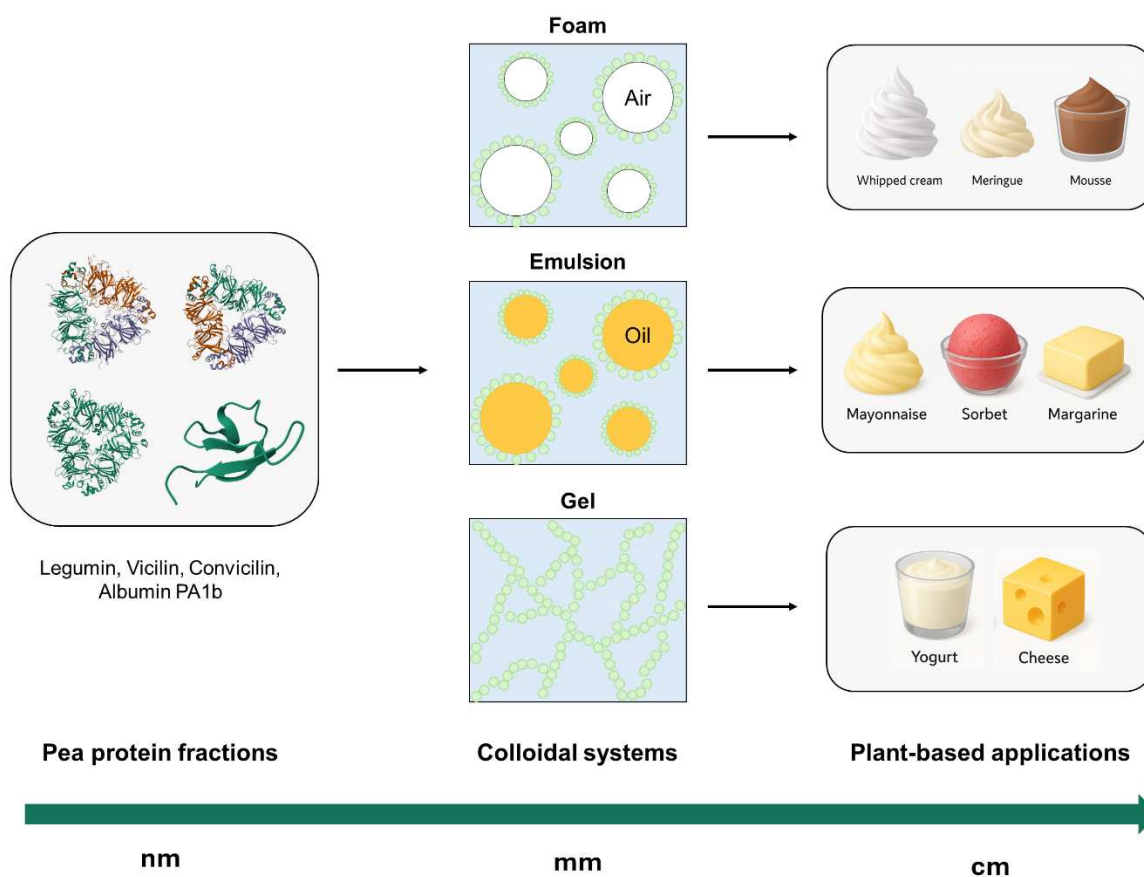 Foam
Air
Whipped cream
Meringue
Mousse
Emulsion
Oil
Mayonnaise
Sorbet
Margarine
Legumin, Vicilin, Convicilin,
Albumin PA1b
Gel
Yogurt
Cheese
Pea protein fractions
Colloidal systems
Plant-based applications
nm
mm
cm